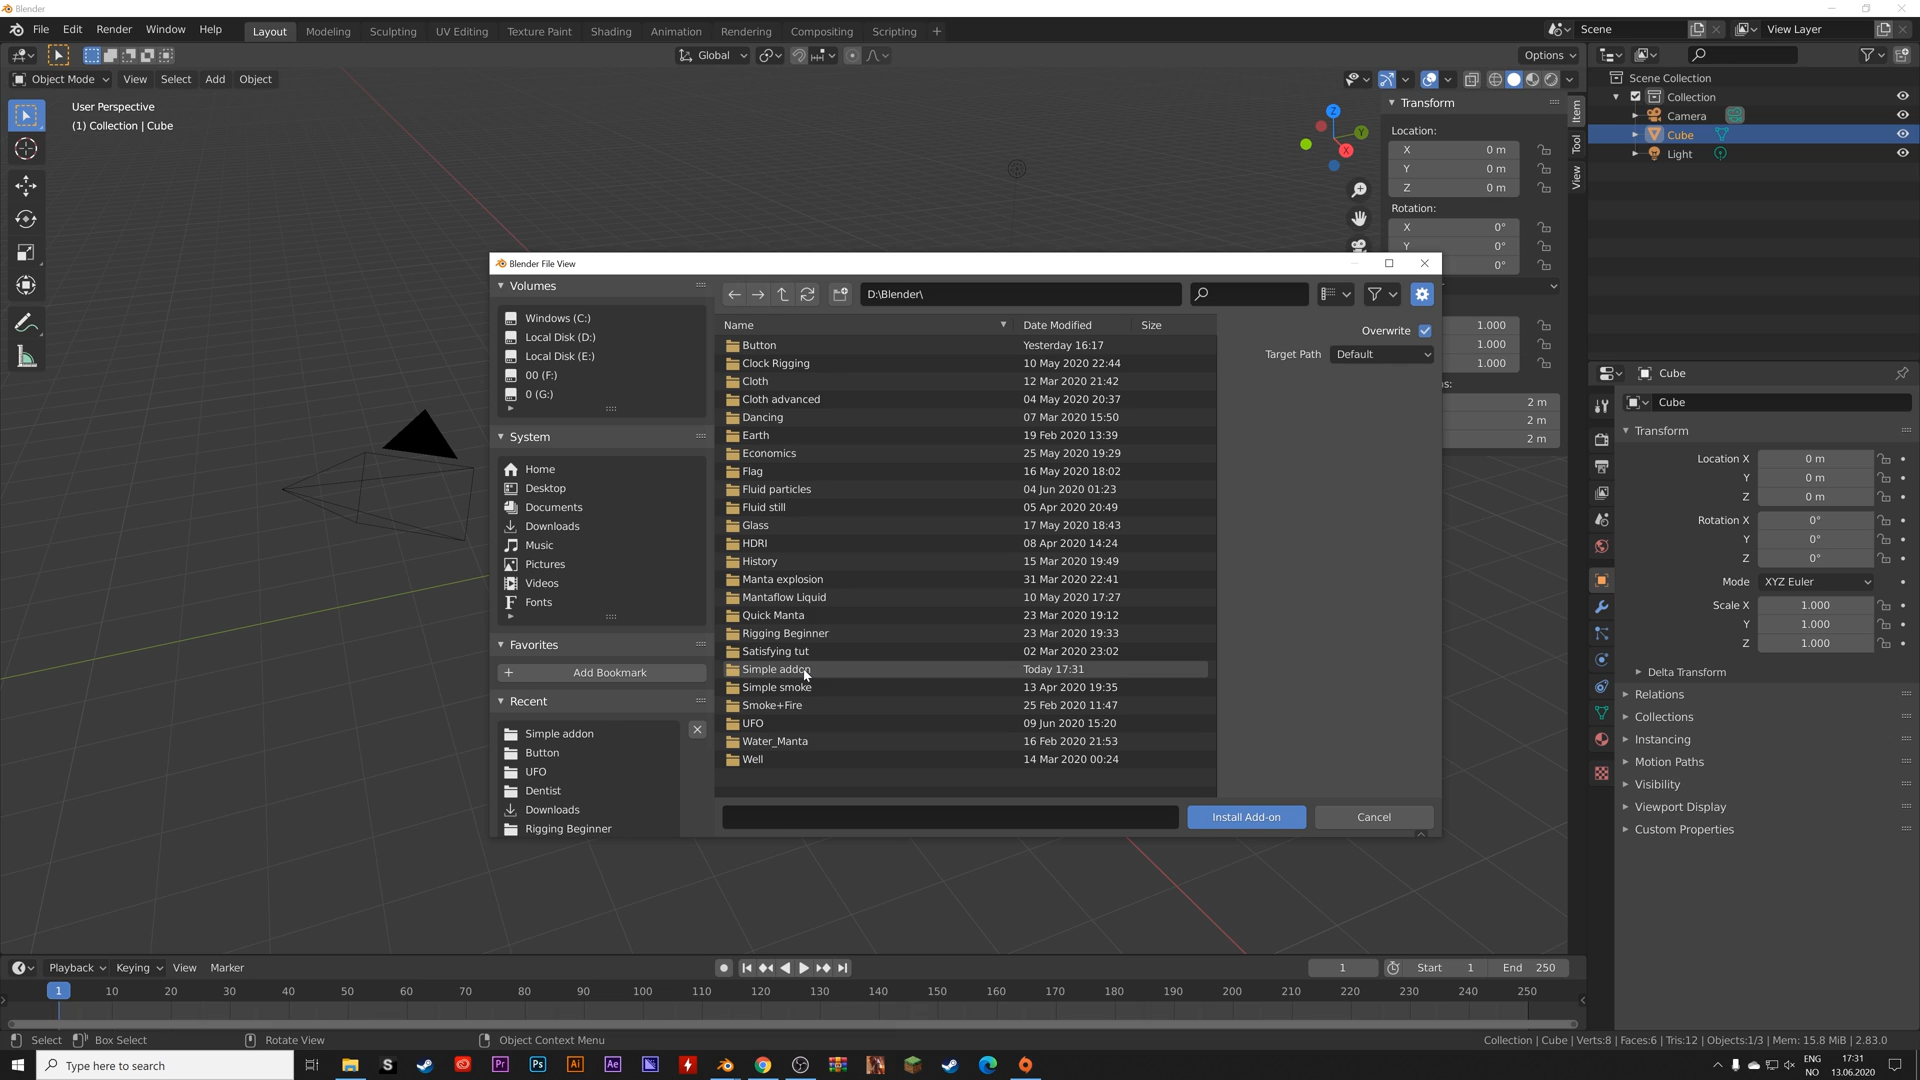 Blender
File Edit Render Window Help Layout Modeling Sculpting UV Editing Texture Paint Shading Animation Rendering Compositing Scripting + Scene View Layer
Global Options
Object Mode View Select Add Object
User Perspective
(1) Collection | Cube
Z
Y
X
Transform
Location:
X 0 m
Y 0 m
Z 0 m
Rotation:
X 0°
Y 0°
0°
1.000
1.000
1.000
s:
2 m
2 m
2 m
Item
Tool
View
Scene Collection
Collection
Camera
Cube
Light
Blender File View
Volumes
Windows (C:)
Local Disk (D:)
Local Disk (E:)
00 (F:)
0 (G:)
System
Home
Desktop
Documents
Downloads
Music
Pictures
Videos
Fonts
Favorites
Add Bookmark
Recent
Simple addon
Button
UFO
Dentist
Downloads
Rigging Beginner
D:\Blender\
Name Date Modified Size
Button Yesterday 16:17
Clock Rigging 10 May 2020 22:44
Cloth 12 Mar 2020 21:42
Cloth advanced 04 May 2020 20:37
Dancing 07 Mar 2020 15:50
Earth 19 Feb 2020 13:39
Economics 25 May 2020 19:29
Flag 16 May 2020 18:02
Fluid particles 04 Jun 2020 01:23
Fluid still 05 Apr 2020 20:49
Glass 17 May 2020 18:43
HDRI 08 Apr 2020 14:24
History 15 Mar 2020 19:49
Manta explosion 31 Mar 2020 22:41
Mantaflow Liquid 10 May 2020 17:27
Quick Manta 23 Mar 2020 19:12
Rigging Beginner 23 Mar 2020 19:33
Satisfying tut 02 Mar 2020 23:02
Simple addon Today 17:31
Simple smoke 13 Apr 2020 19:35
Smoke+Fire 25 Feb 2020 11:47
UFO 09 Jun 2020 15:20
Water_Manta 16 Feb 2020 21:53
Well 14 Mar 2020 00:24
Overwrite
Target Path Default
Install Add-on Cancel
Cube
Cube
Transform
Location X 0 m
Y 0 m
Z 0 m
Rotation X 0°
Y 0°
Z 0°
Mode XYZ Euler
Scale X 1.000
Y 1.000
Z 1.000
Delta Transform
Relations
Collections
Instancing
Motion Paths
Visibility
Viewport Display
Custom Properties
Playback Keying View Marker 1 Start 1 End 250
1 10 20 30 40 50 60 70 80 90 100 110 120 130 140 150 160 170 180 190 200 210 220 230 240 250
Select Box Select Rotate View Object Context Menu Collection | Cube | Verts:8 | Faces:6 | Tris:12 | Objects:1/3 | Mem: 15.8 MiB | 2.83.0
Type here to search S Pr Ps Ai Ae ENG 17:31
NO 13.06.2020